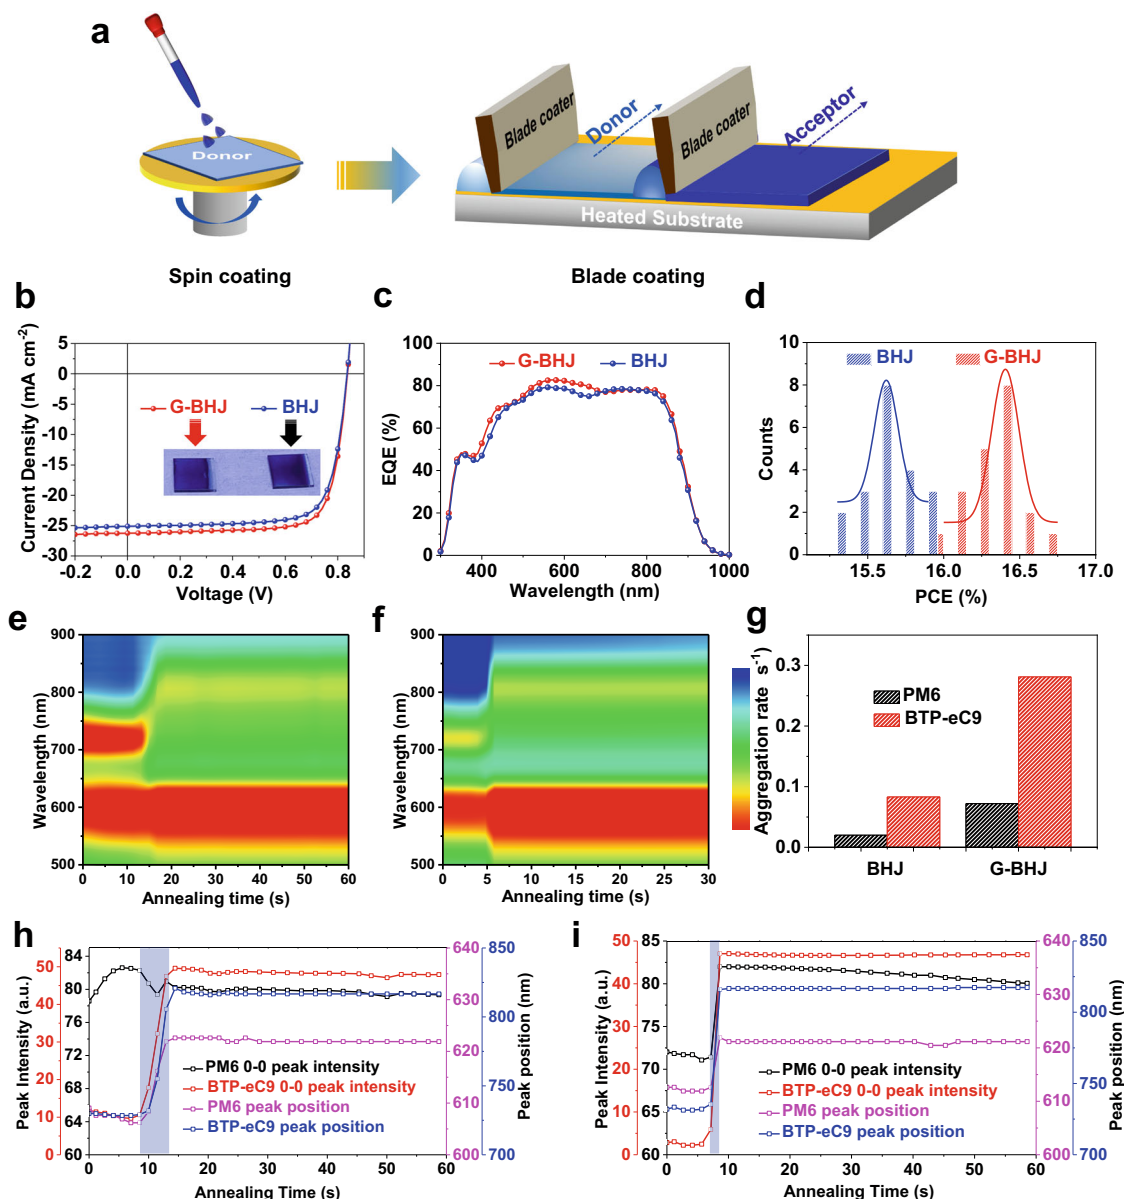 a
Donor
Blade coater
Donor
Blade coater
Acceptor
Heated Substrate
Spin coating
Blade coating
b
Current Density (mA cm-2)
5
0
-5
-10
-15
-20
-25
-30
G-BHJ
BHJ
-0.2 0.0 0.2 0.4 0.6 0.8
Voltage (V)
c
EQE (%)
100
80
60
40
20
0
G-BHJ
BHJ
400 600 800 1000
Wavelength (nm)
d
Counts
10
8
6
4
2
0
BHJ
G-BHJ
15.5 16.0 16.5 17.0
PCE (%)
e
Wavelength (nm)
900
800
700
600
500
0 10 20 30 40 50 60
Annealing time (s)
f
Wavelength (nm)
900
800
700
600
500
0 5 10 15 20 25 30
Annealing time (s)
g
Aggregation rate s-1)
0.3
0.2
0.1
0.0
PM6
BTP-eC9
BHJ G-BHJ
h
Peak Intensity (a.u.)
50
40
30
20
10
0
84
80
76
72
68
64
60
PM6 0-0 peak intensity
BTP-eC9 0-0 peak intensity
PM6 peak position
BTP-eC9 peak position
640
630
620
610
600
850
800
750
700
Peak position (nm)
0 10 20 30 40 50 60
Annealing Time (s)
i
Peak Intensity (a.u.)
50
40
30
20
10
0
85
80
75
70
65
60
PM6 0-0 peak intensity
BTP-eC9 0-0 peak intensity
PM6 peak position
BTP-eC9 peak position
640
630
620
610
600
850
800
750
700
Peak position (nm)
0 10 20 30 40 50 60
Annealing Time (s)